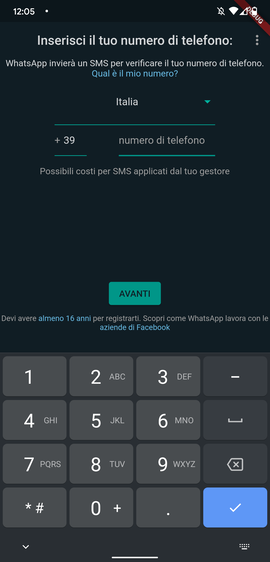 12:05
DEBUG
Inserisci il tuo numero di telefono:
WhatsApp invierà un SMS per verificare il tuo numero di telefono.
Qual è il mio numero?
Italia
+ 39 numero di telefono
Possibili costi per SMS applicati dal tuo gestore
AVANTI
Devi avere almeno 16 anni per registrarti. Scopri come WhatsApp lavora con le
aziende di Facebook
1 2 ABC 3 DEF -
4 GHI 5 JKL 6 MNO
7 PQRS 8 TUV 9 WXYZ
* # 0 + .